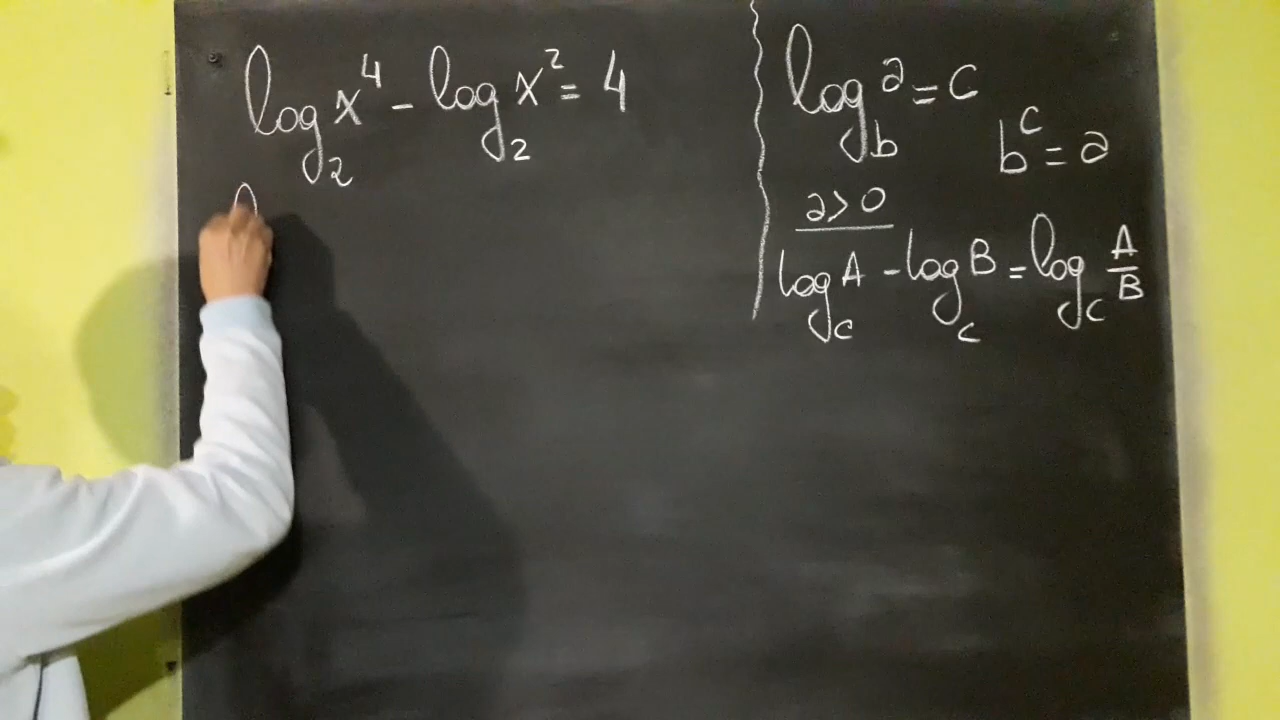 log₂ x⁴ - log₂ x² = 4
log_b a = c
b^c = a
a > 0
log_c A - log_c B = log_c A/B